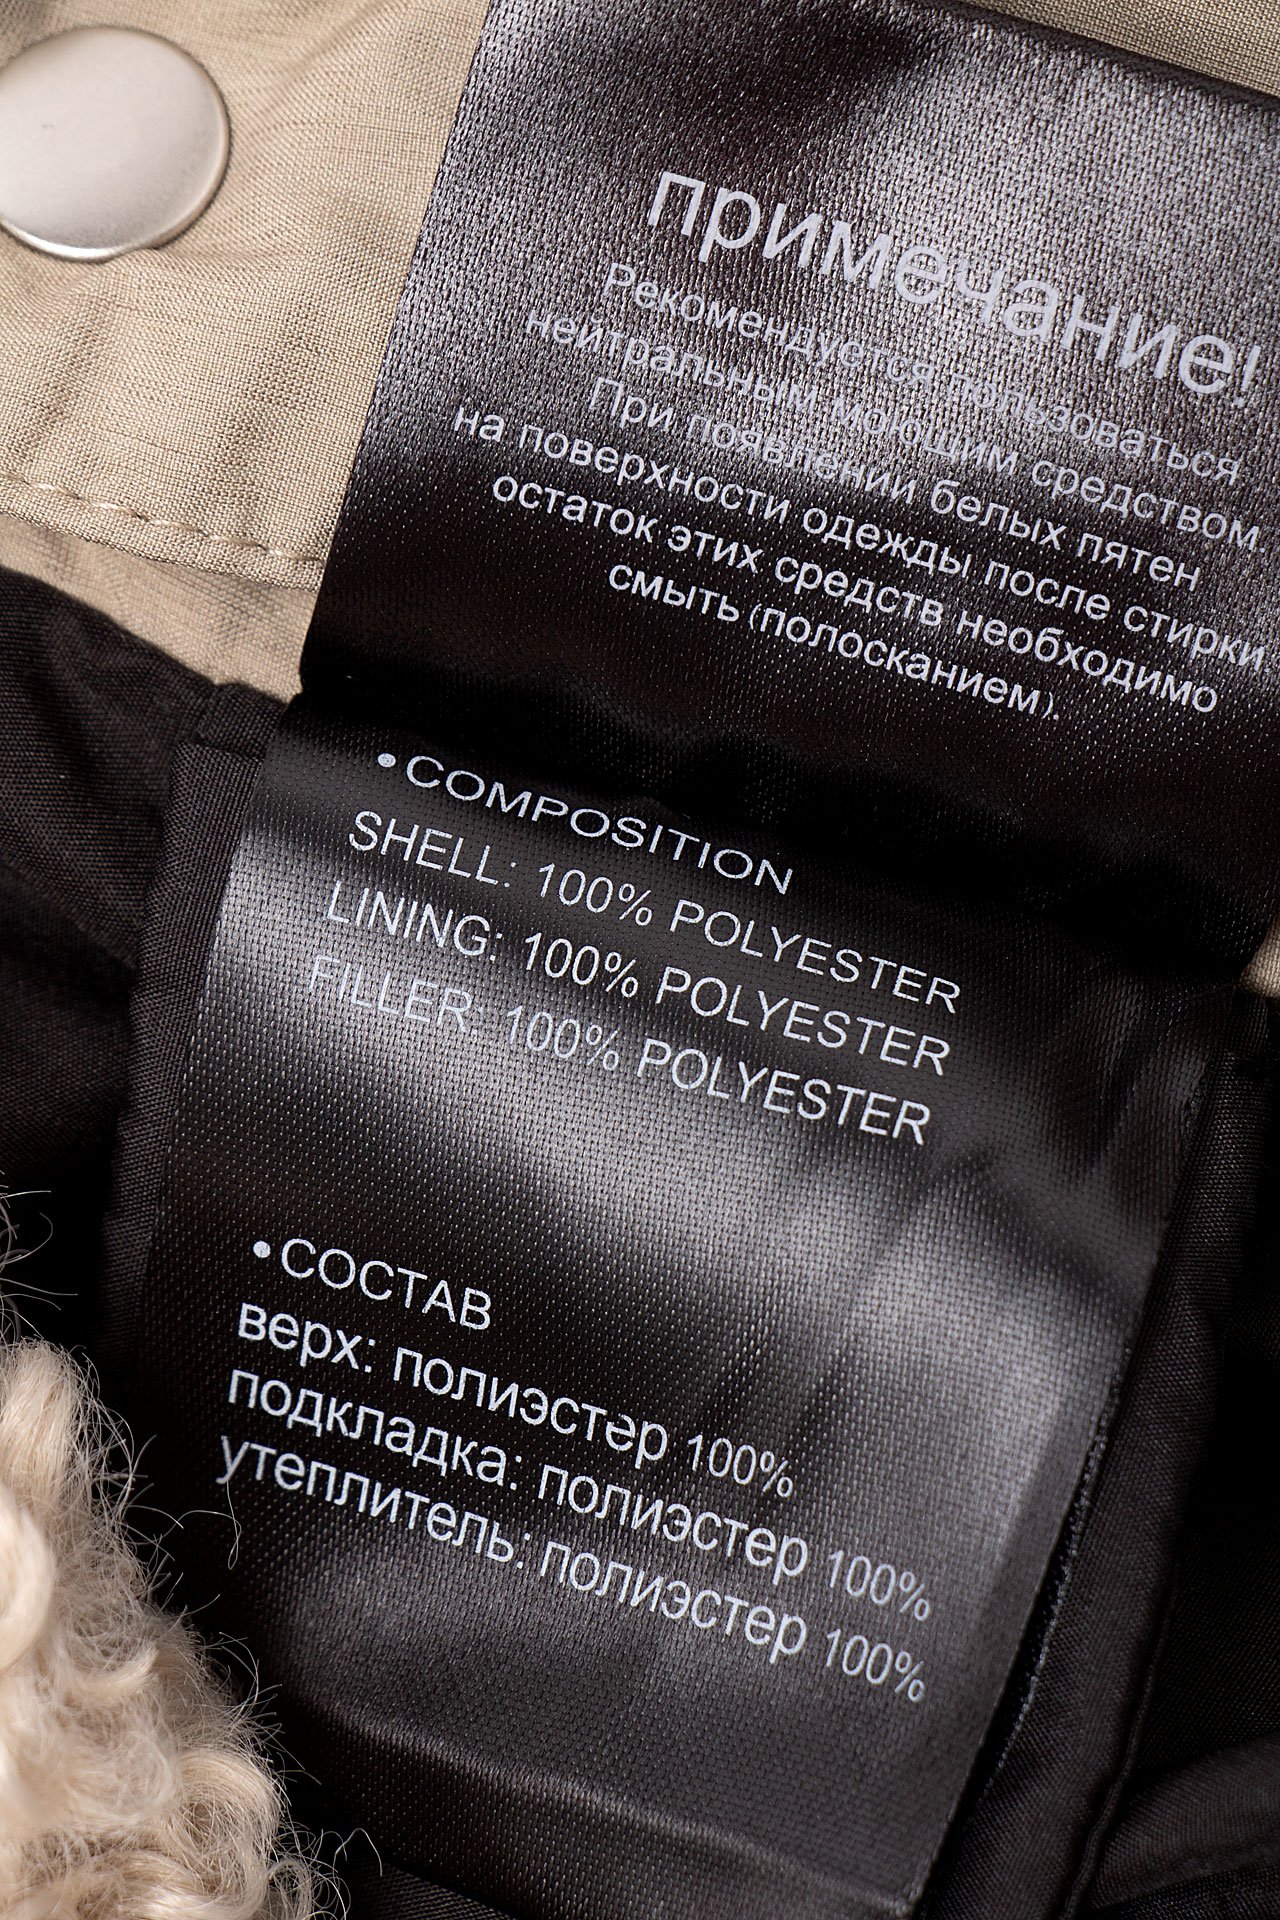 примечание!
Рекомендуется пользоваться
нейтральным моющим средством.
При появлении белых пятен
на поверхности одежды после стирки
остаток этих средств необходимо
смыть (полосканием).
•COMPOSITION
SHELL: 100% POLYESTER
LINING: 100% POLYESTER
FILLER: 100% POLYESTER
•СОСТАВ
верх: полиэстер 100%
подкладка: полиэстер 100%
утеплитель: полиэстер 100%